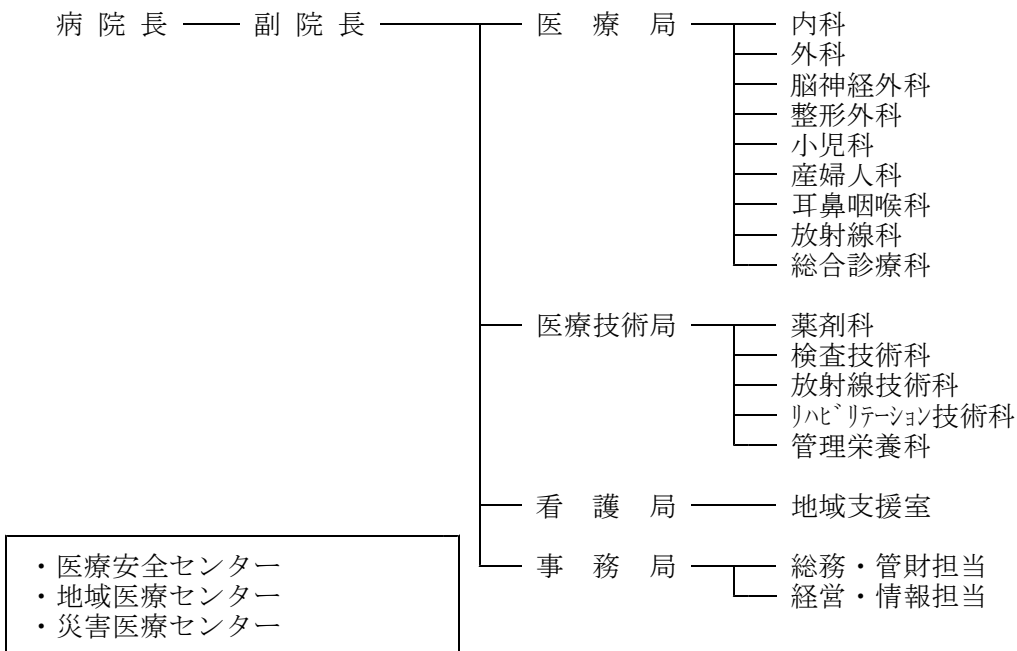 病院長 副院長 医療局 内科
外科
脳神経外科
整形外科
小児科
産婦人科
耳鼻咽喉科
放射線科
総合診療科
医療技術局 薬剤科
検査技術科
放射線技術科
ﾘﾊﾋﾞﾘﾃｰｼｮﾝ技術科
管理栄養科
看護局 地域支援室
事務局 総務・管財担当
経営・情報担当
・医療安全センター
・地域医療センター
・災害医療センター